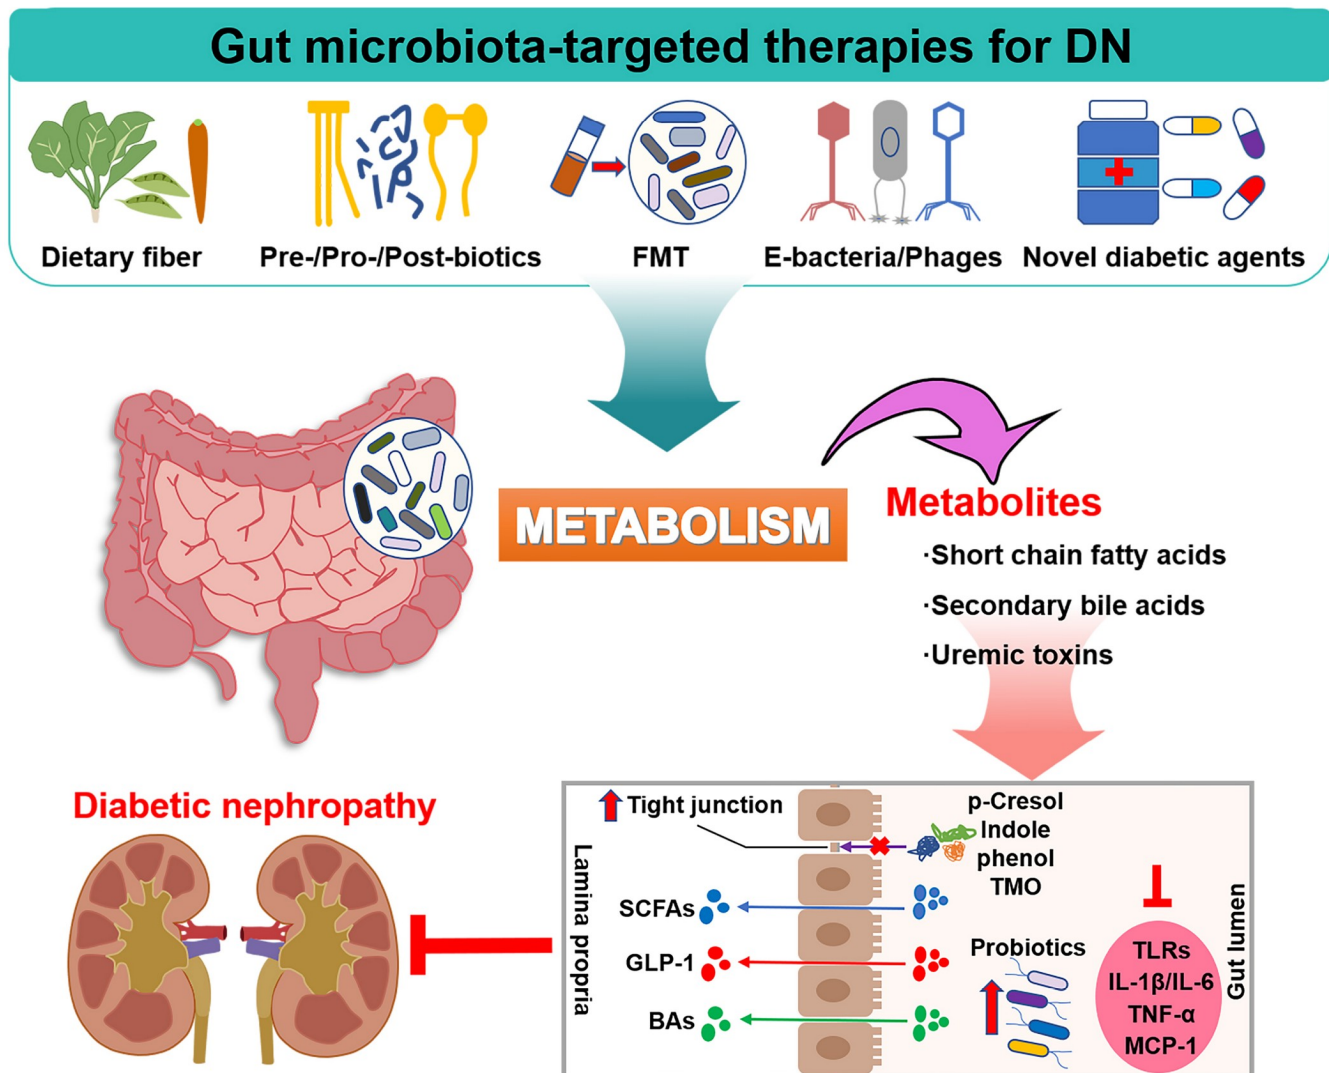 Gut microbiota-targeted therapies for DN
Dietary fiber
Pre-/Pro-/Post-biotics
FMT
E-bacteria/Phages
Novel diabetic agents
METABOLISM
Metabolites
·Short chain fatty acids
·Secondary bile acids
·Uremic toxins
Diabetic nephropathy
Tight junction
p-Cresol
Indole
phenol
TMO
Lamina propria
SCFAs
GLP-1
BAs
Probiotics
TLRs
IL-1β/IL-6
TNF-α
MCP-1
Gut lumen